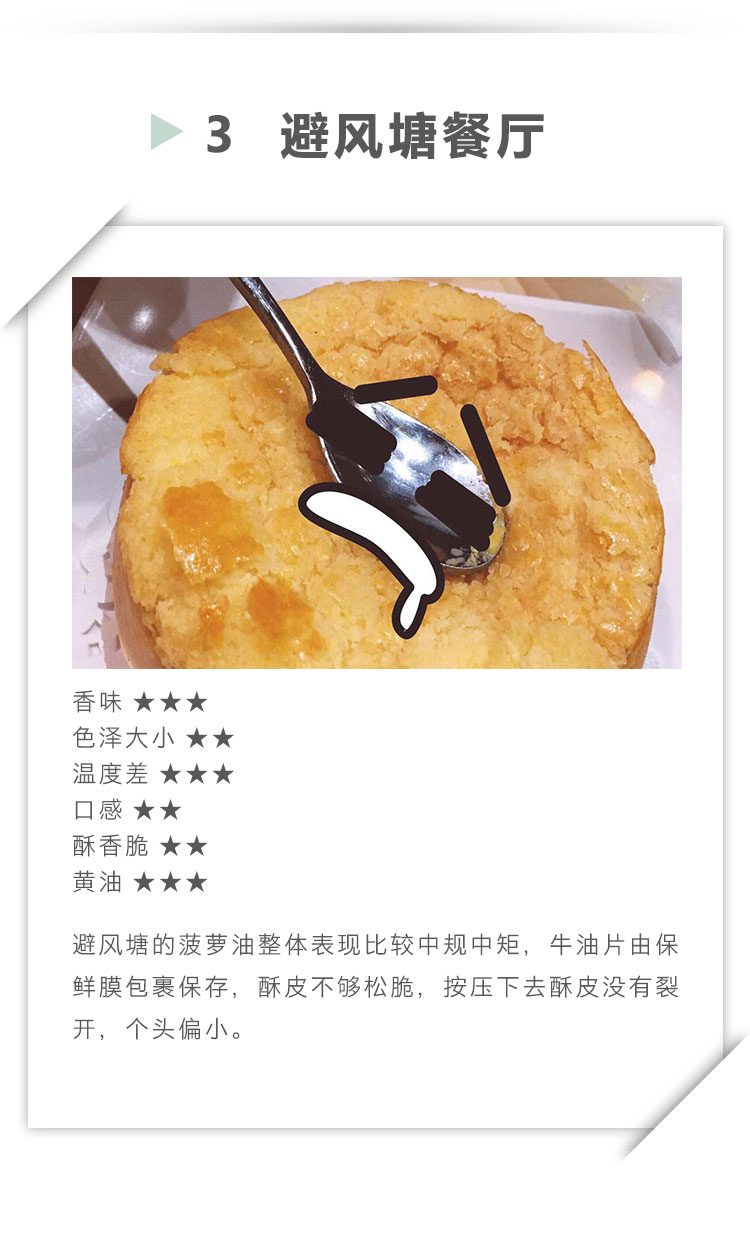 3 避风塘餐厅
香味 ★★★
色泽大小 ★★
温度差 ★★★
口感 ★★
酥香脆 ★★
黄油 ★★★
避风塘的菠萝油整体表现比较中规中矩，牛油片由保
鲜膜包裹保存，酥皮不够松脆，按压下去酥皮没有裂
开，个头偏小。